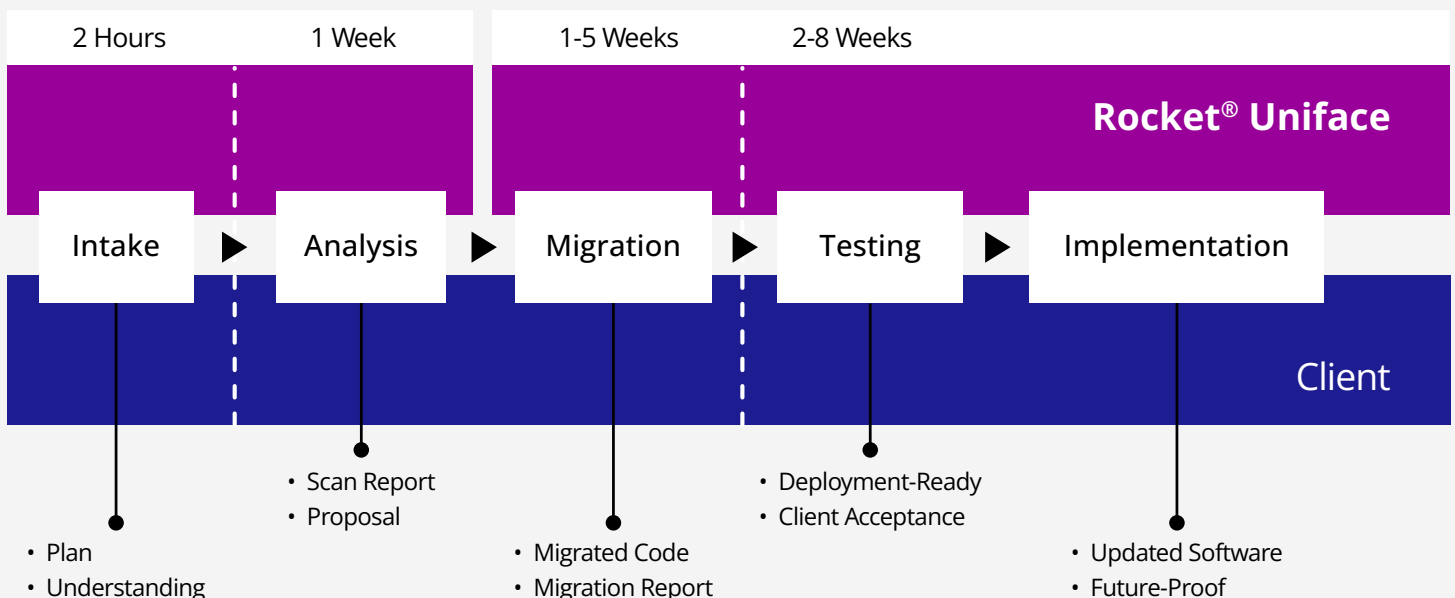 2 Hours
1 Week
1-5 Weeks
2-8 Weeks
Rocket® Uniface
Intake
Analysis
Migration
Testing
Implementation
Client
• Scan Report
• Proposal
• Deployment-Ready
• Client Acceptance
• Plan
• Understanding
• Migrated Code
• Migration Report
• Updated Software
• Future-Proof